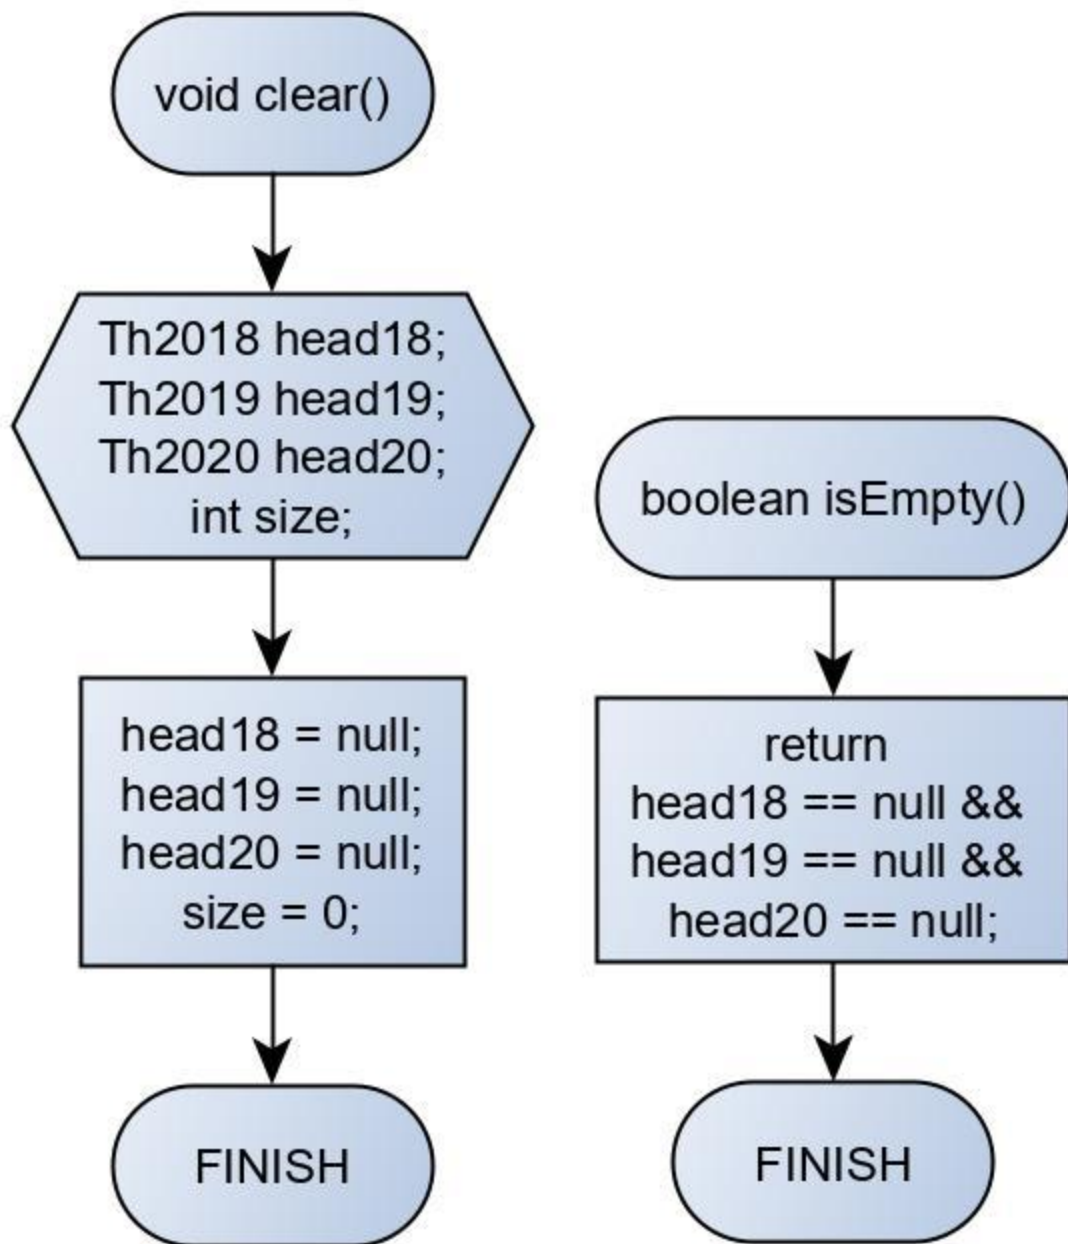 void clear()
Th2018 head18;
Th2019 head19;
Th2020 head20;
int size;
head18 = null;
head19 = null;
head20 = null;
size = 0;
FINISH
boolean isEmpty()
return
head18 == null &&
head19 == null &&
head20 == null;
FINISH